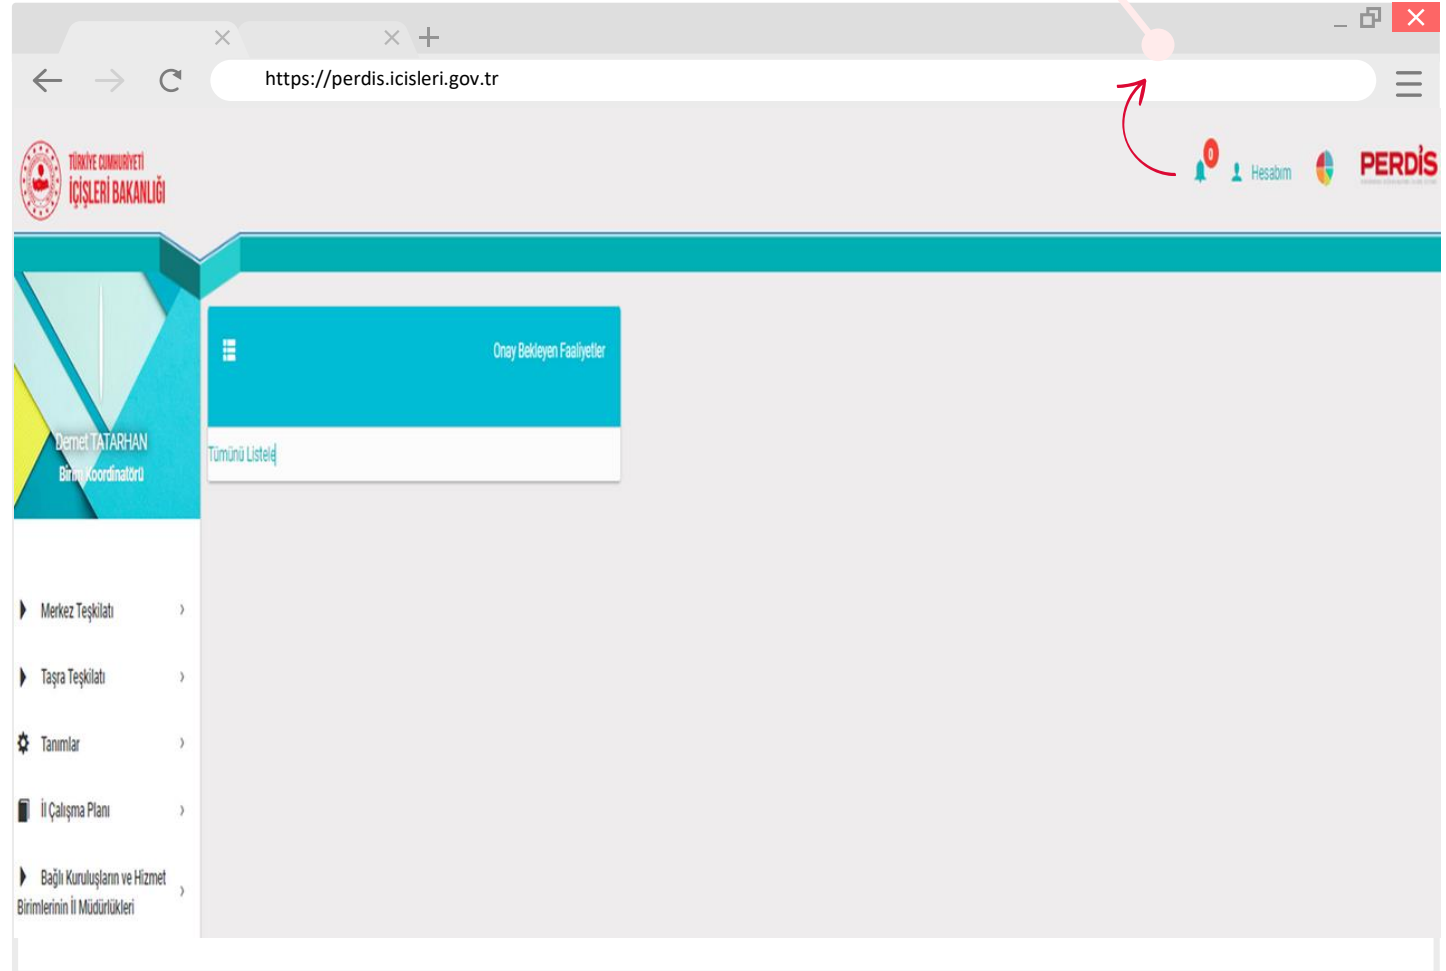 https://perdis.icisleri.gov.tr
TÜRKİYE CUMHURİYETİ
İÇİŞLERİ BAKANLIĞI
0
Hesabım
PERDİS
Onay Bekleyen Faaliyetler
Tümünü Listele
Demet TATARHAN
Birim Koordinatörü
Merkez Teşkilatı
Taşra Teşkilatı
Tanımlar
İl Çalışma Planı
Bağlı Kuruluşların ve Hizmet
Birimlerinin İl Müdürlükleri